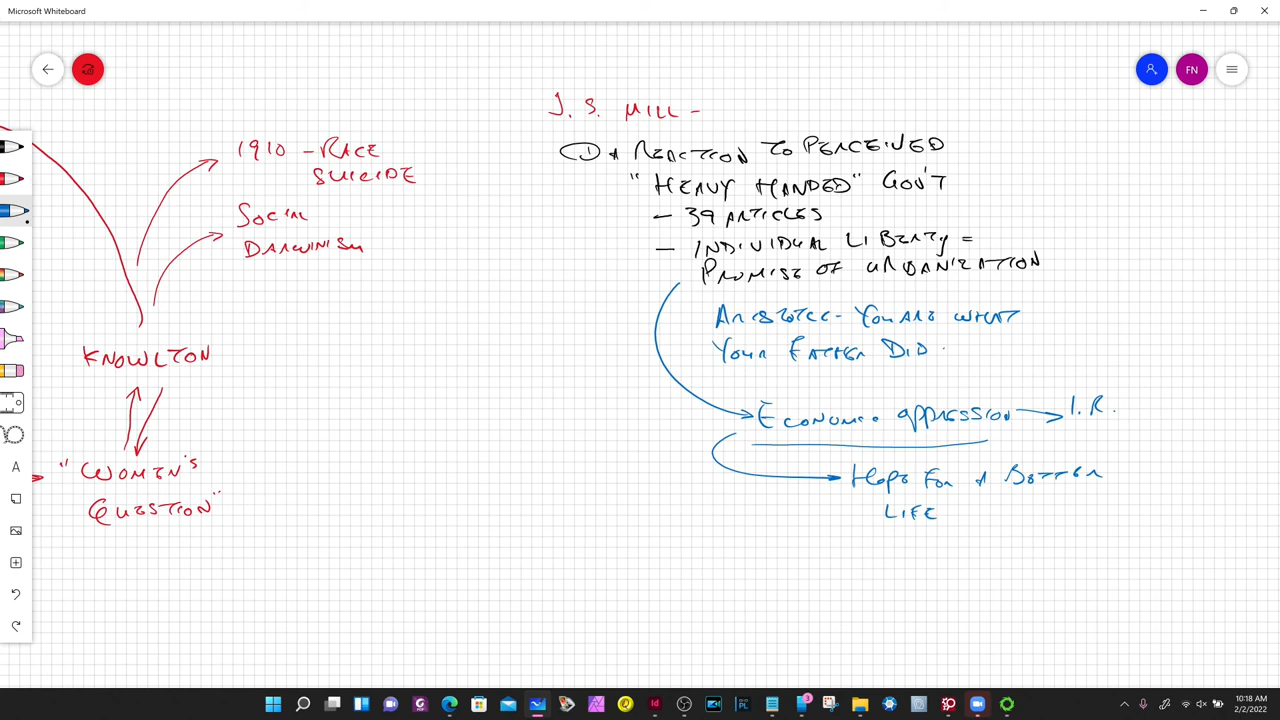 Microsoft Whiteboard
FN
1910 - RACE
SUICIDE
SOCIAL
DARWINISM
KNOWLTON
"WOMEN'S
QUESTION"
J. S. MILL -
① A REACTION TO PERCEIVED
"HEAVY HANDED" GOV'T
- 39 ARTICLES
- INDIVIDUAL LIBERTY =
PROMISE OF URBANIZATION
ARISTOTLE - YOU ARE WHAT
YOUR FATHER DID
ECONOMIC OPPRESSION → I.R.
HOPE FOR A BETTER
LIFE
A
3
10:18 AM
2/2/2022